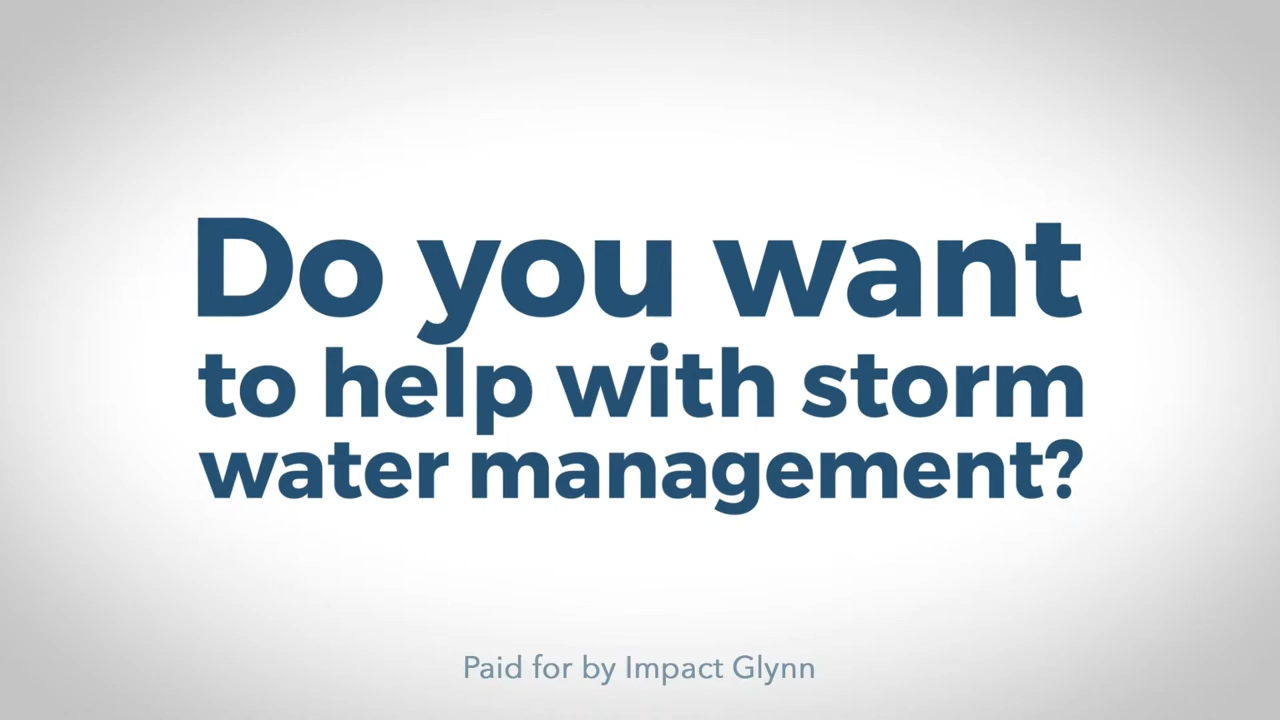 Do you want
to help with storm
water management?
Paid for by Impact Glynn